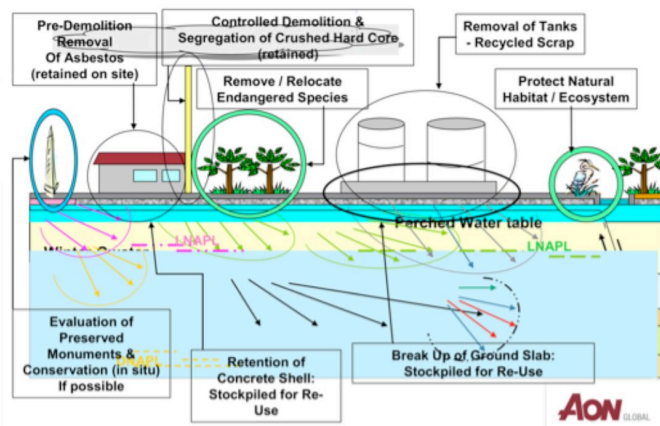 Pre-Demolition
Removal
Of Asbestos
(retained on site)
Controlled Demolition &
Segregation of Crushed Hard Core
(retained)
Removal of Tanks
- Recycled Scrap
Remove / Relocate
Endangered Species
Protect Natural
Habitat / Ecosystem
Perched Water table
LNAPL
LNAPL
Evaluation of
Preserved
Monuments &
Conservation (in situ)
If possible
DNAPL
Retention of
Concrete Shell:
Stockpiled for Re-
Use
Break Up of Ground Slab:
Stockpiled for Re-Use
AON GLOBAL